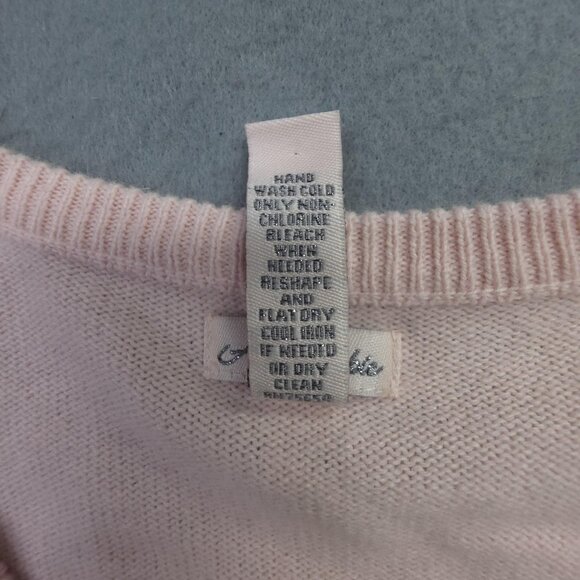 HAND
WASH COLD
ONLY NON-
CHLORINE
BLEACH
WHEN
NEEDED
RESHAPE
AND
FLAT DRY
COOL IRON
IF NEEDED
OR DRY
CLEAN
RN75654